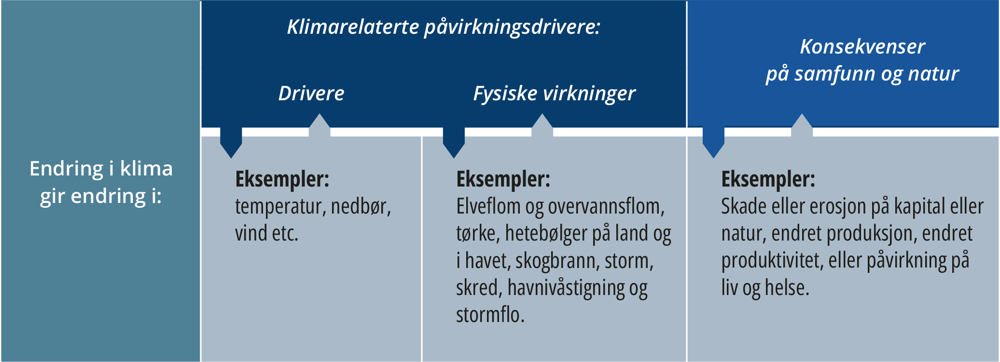 Endring i klima
gir endring i:
Klimarelaterte påvirkningsdrivere:
Drivere
Fysiske virkninger
Konsekvenser
på samfunn og natur
Eksempler:
temperatur, nedbør,
vind etc.
Eksempler:
Elveflom og overvannsflom,
tørke, hetebølger på land og
i havet, skogbrann, storm,
skred, havnivåstigning og
stormflo.
Eksempler:
Skade eller erosjon på kapital eller
natur, endret produksjon, endret
produktivitet, eller påvirkning på
liv og helse.